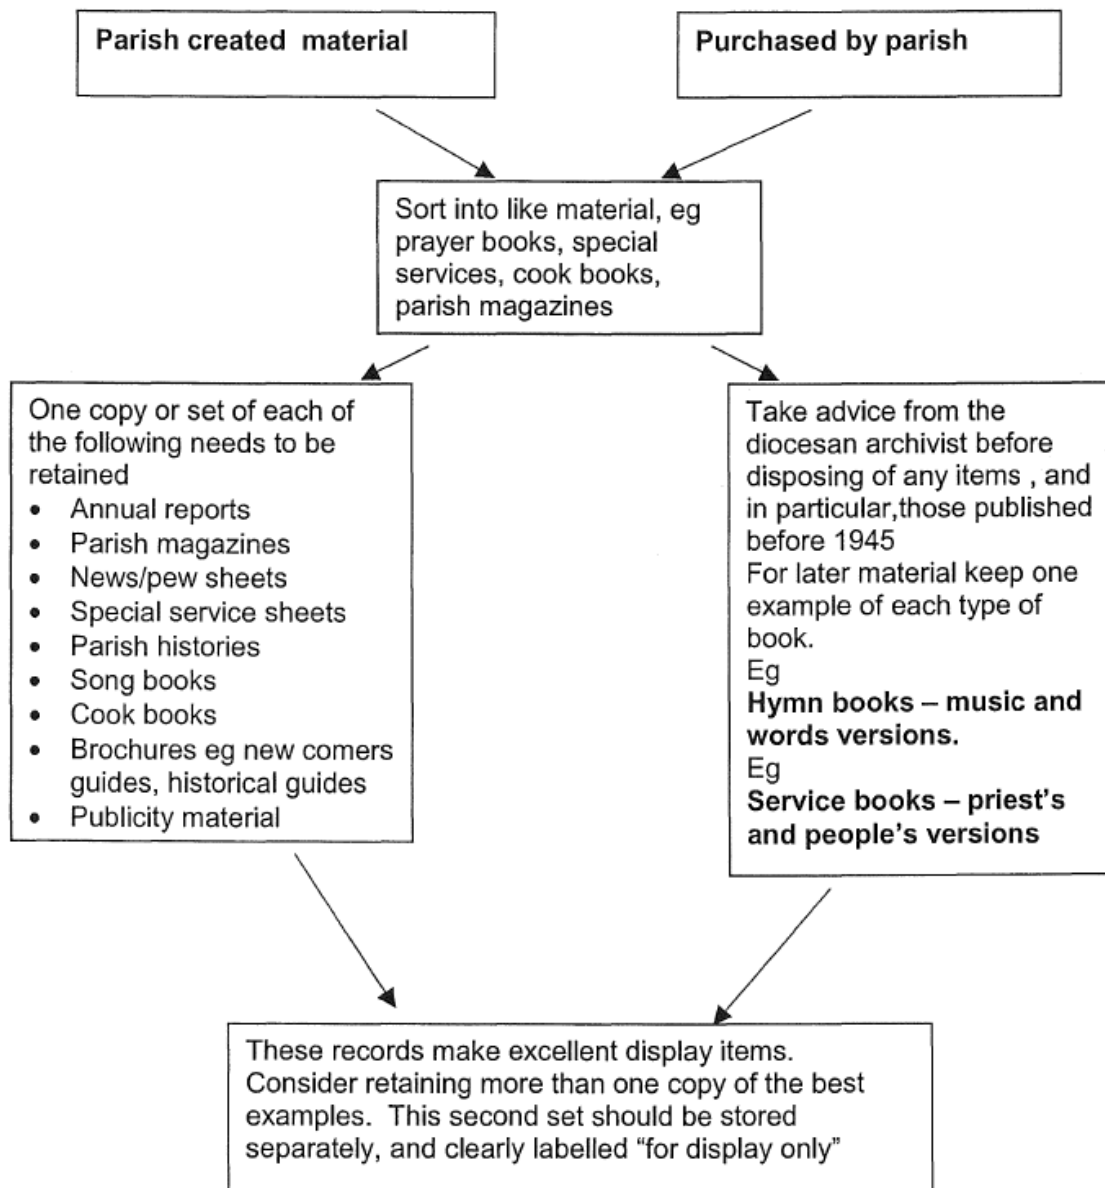 Parish created material
Purchased by parish
Sort into like material, eg
prayer books, special
services, cook books,
parish magazines
One copy or set of each of
the following needs to be
retained
• Annual reports
• Parish magazines
• News/pew sheets
• Special service sheets
• Parish histories
• Song books
• Cook books
• Brochures eg new comers
guides, historical guides
• Publicity material
Take advice from the
diocesan archivist before
disposing of any items , and
in particular,those published
before 1945
For later material keep one
example of each type of
book.
Eg
Hymn books – music and
words versions.
Eg
Service books – priest's
and people's versions
These records make excellent display items.
Consider retaining more than one copy of the best
examples. This second set should be stored
separately, and clearly labelled “for display only”